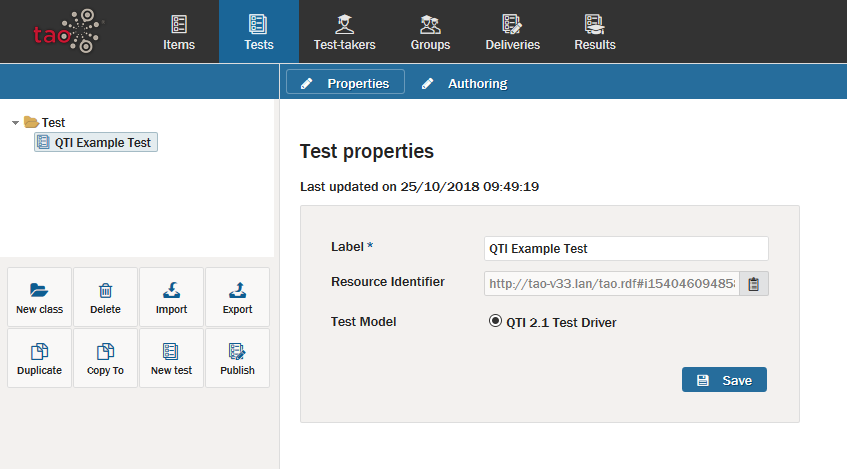 tao
Items
Tests
Test-takers
Groups
Deliveries
Results
Properties
Authoring
Test
QTI Example Test
New class
Delete
Import
Export
Duplicate
Copy To
New test
Publish
Test properties
Last updated on 25/10/2018 09:49:19
Label *
QTI Example Test
Resource Identifier
http://tao-v33.lan/tao.rdf#i154046094858
Test Model
QTI 2.1 Test Driver
Save